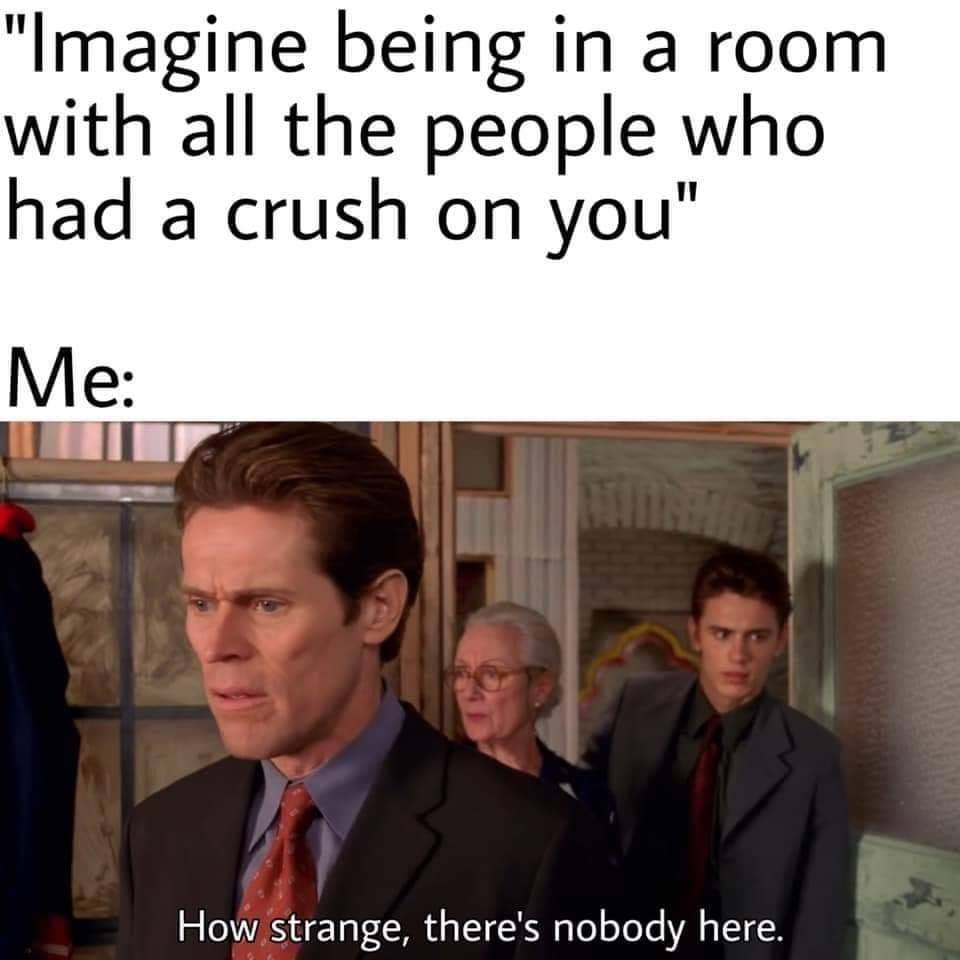 "Imagine being in a room
with all the people who
had a crush on you"
Me:
How strange, there's nobody here.